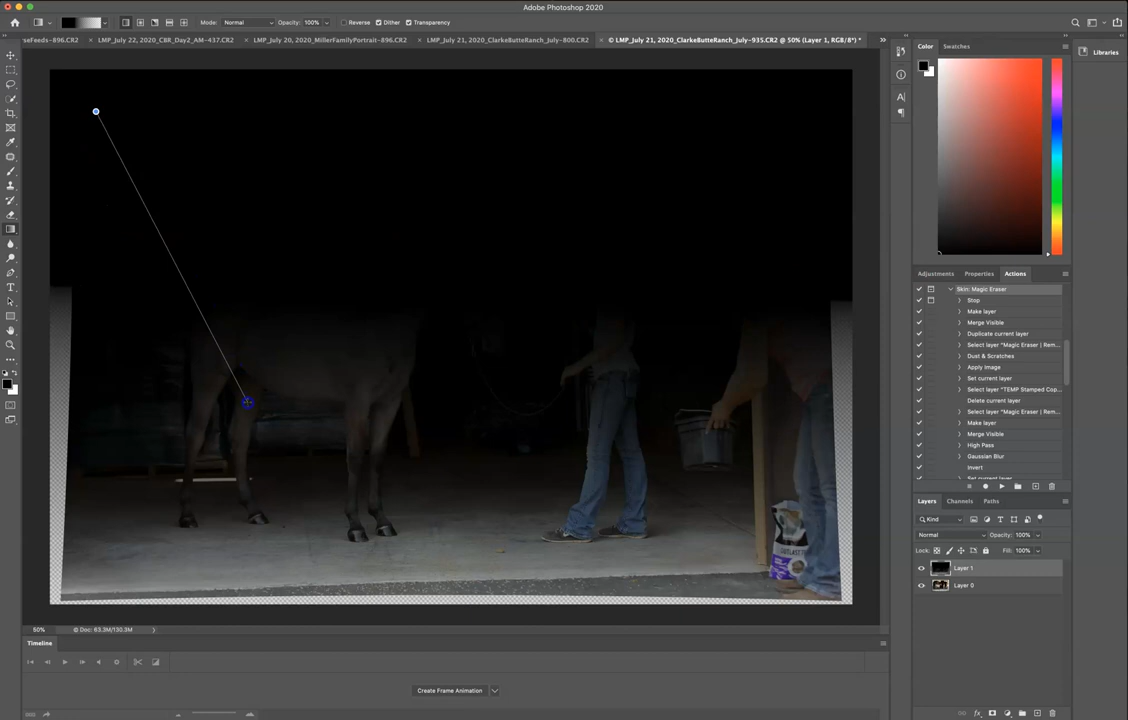 Adobe Photoshop 2020
Mode: Normal Opacity: 100% Reverse Dither Transparency
rseFeeds-896.CR2 × LMP_July 22, 2020_CBR_Day2_AM-437.CR2 × LMP_July 20, 2020_MillerFamilyPortrait-896.CR2 × LMP_July 21, 2020_ClarkeButteRanch_July-800.CR2 × © LMP_July 21, 2020_ClarkeButteRanch_July-935.CR2 @ 50% (Layer 1, RGB/8*) *
Color Swatches
Libraries
Adjustments Properties Actions
Skin: Magic Eraser
Stop
Make layer
Merge Visible
Duplicate current layer
Select layer "Magic Eraser | Rem...
Dust & Scratches
Apply Image
Set current layer
Select layer "TEMP Stamped Cop...
Delete current layer
Select layer "Magic Eraser | Rem...
Make layer
Merge Visible
High Pass
Gaussian Blur
Invert
Set current layer
Layers Channels Paths
Kind
Normal Opacity: 100%
Lock: Fill: 100%
Layer 1
Layer 0
OUTLAST
50% Doc: 63.3M/130.3M
Timeline
Create Frame Animation